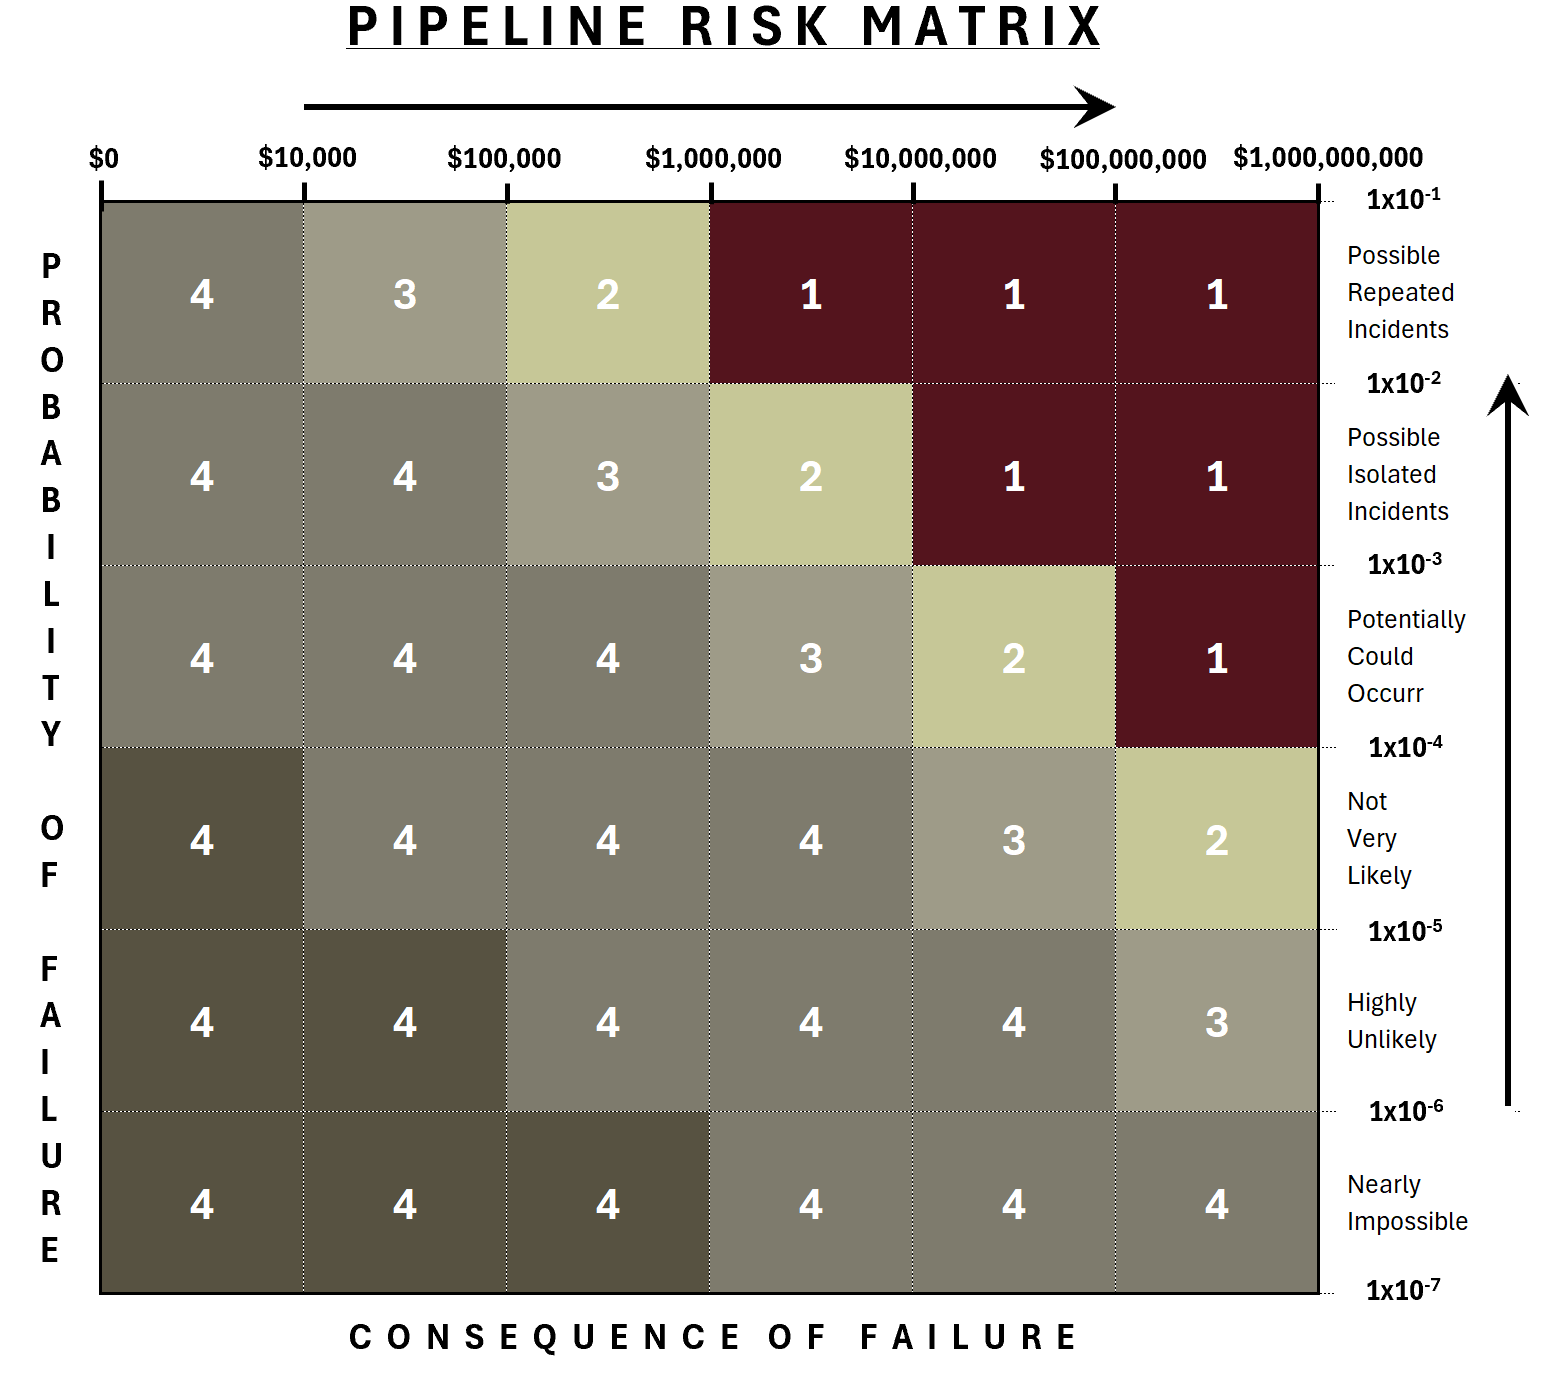 PIPELINE RISK MATRIX
$0 $10,000 $100,000 $1,000,000 $10,000,000 $100,000,000 $1,000,000,000
PROBABILITY OF FAILURE
1x10⁻¹
4 3 2 1 1 1
Possible
Repeated
Incidents
1x10⁻²
4 4 3 2 1 1
Possible
Isolated
Incidents
1x10⁻³
4 4 4 3 2 1
Potentially
Could
Occurr
1x10⁻⁴
4 4 4 4 3 2
Not
Very
Likely
1x10⁻⁵
4 4 4 4 4 3
Highly
Unlikely
1x10⁻⁶
4 4 4 4 4 4
Nearly
Impossible
1x10⁻⁷
CONSEQUENCE OF FAILURE